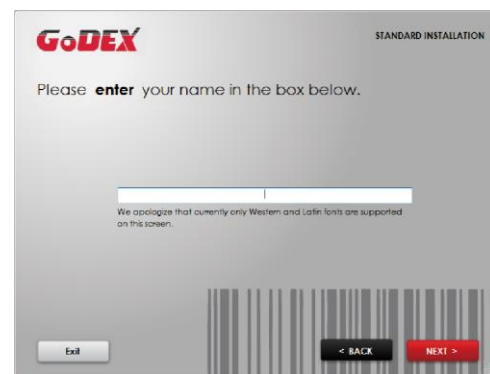 GoDEX
STANDARD INSTALLATION
Please enter your name in the box below.
We apologize that currently only Western and Latin fonts are supported
on this screen.
Exit
< BACK
NEXT >